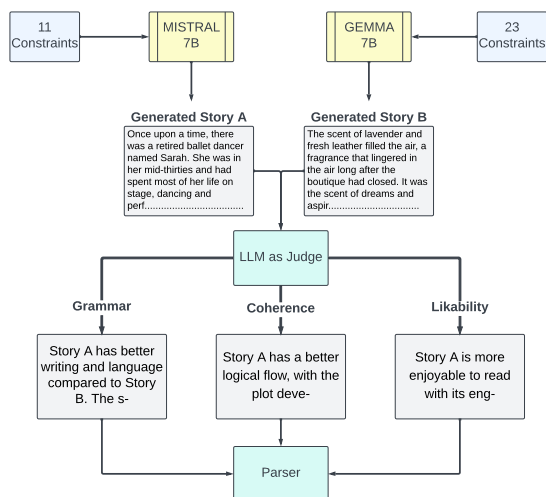 11
Constraints
MISTRAL
7B
GEMMA
7B
23
Constraints
Generated Story A
Once upon a time, there
was a retired ballet dancer
named Sarah. She was in
her mid-thirties and had
spent most of her life on
stage, dancing and
perf...................................
Generated Story B
The scent of lavender and
fresh leather filled the air, a
fragrance that lingered in
the air long after the
boutique had closed. It was
the scent of dreams and
aspir................................
LLM as Judge
Grammar
Coherence
Likability
Story A has better
writing and language
compared to Story
B. The s-
Story A has a better
logical flow, with the
plot deve-
Story A is more
enjoyable to read
with its eng-
Parser